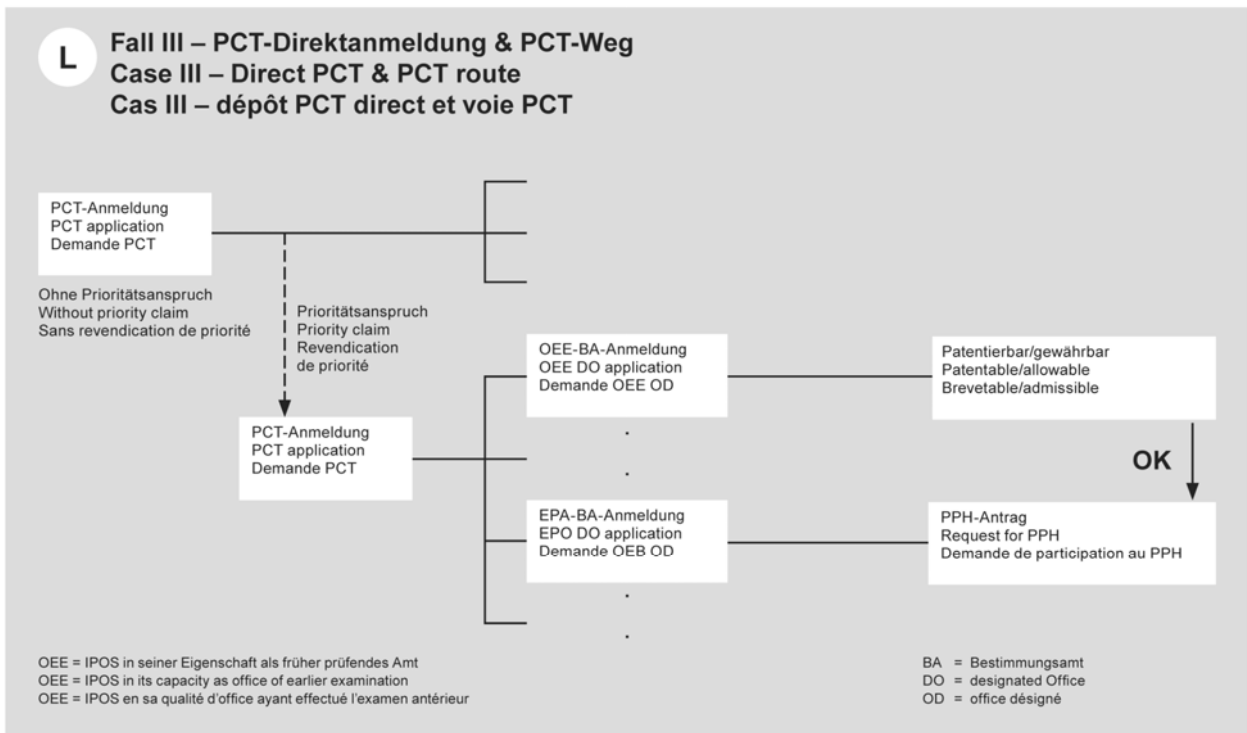 L
Fall III – PCT-Direktanmeldung & PCT-Weg
Case III – Direct PCT & PCT route
Cas III – dépôt PCT direct et voie PCT
PCT-Anmeldung
PCT application
Demande PCT
Ohne Prioritätsanspruch
Without priority claim
Sans revendication de priorité
Prioritätsanspruch
Priority claim
Revendication
de priorité
OEE-BA-Anmeldung
OEE DO application
Demande OEE OD
Patentierbar/gewährbar
Patentable/allowable
Brevetable/admissible
PCT-Anmeldung
PCT application
Demande PCT
OK
EPA-BA-Anmeldung
EPO DO application
Demande OEB OD
PPH-Antrag
Request for PPH
Demande de participation au PPH
OEE = IPOS in seiner Eigenschaft als früher prüfendes Amt
OEE = IPOS in its capacity as office of earlier examination
OEE = IPOS en sa qualité d'office ayant effectué l'examen antérieur
BA = Bestimmungsamt
DO = designated Office
OD = office désigné